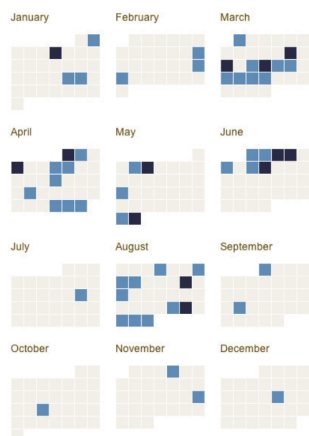 January
February
March
April
May
June
July
August
September
October
November
December